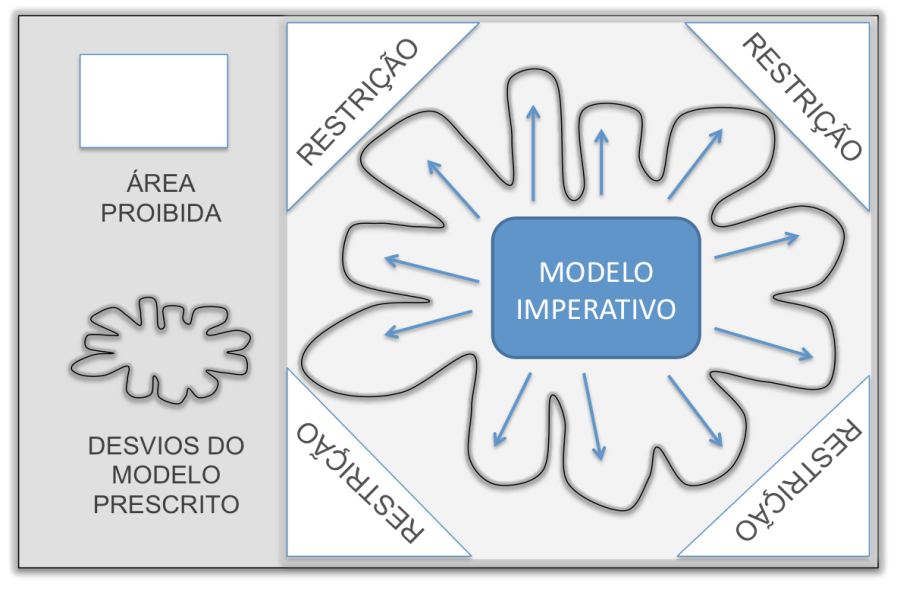 ÁREA
PROIBIDA
DESVIOS DO
MODELO
PRESCRITO
RESTRIÇÃO
RESTRIÇÃO
MODELO
IMPERATIVO
RESTRIÇÃO
RESTRIÇÃO